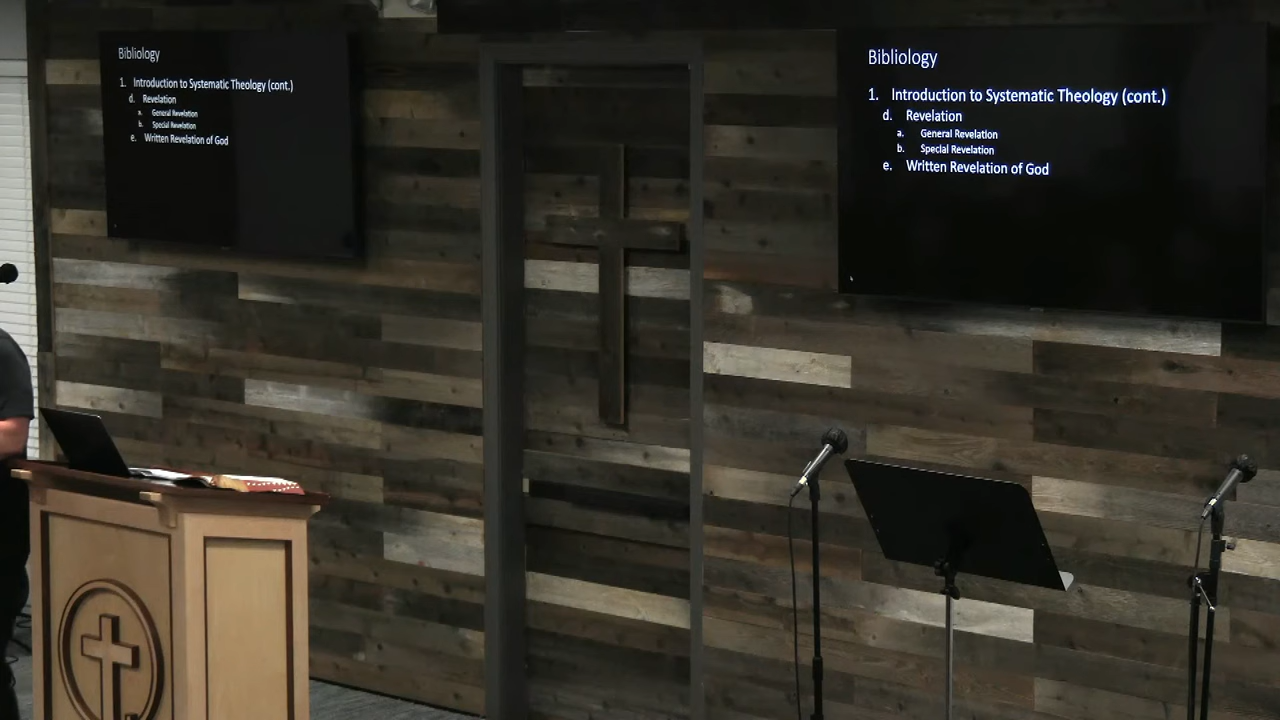 Bibliology
1. Introduction to Systematic Theology (cont.)
d. Revelation
a. General Revelation
b. Special Revelation
e. Written Revelation of God
Bibliology
1. Introduction to Systematic Theology (cont.)
d. Revelation
a. General Revelation
b. Special Revelation
e. Written Revelation of God